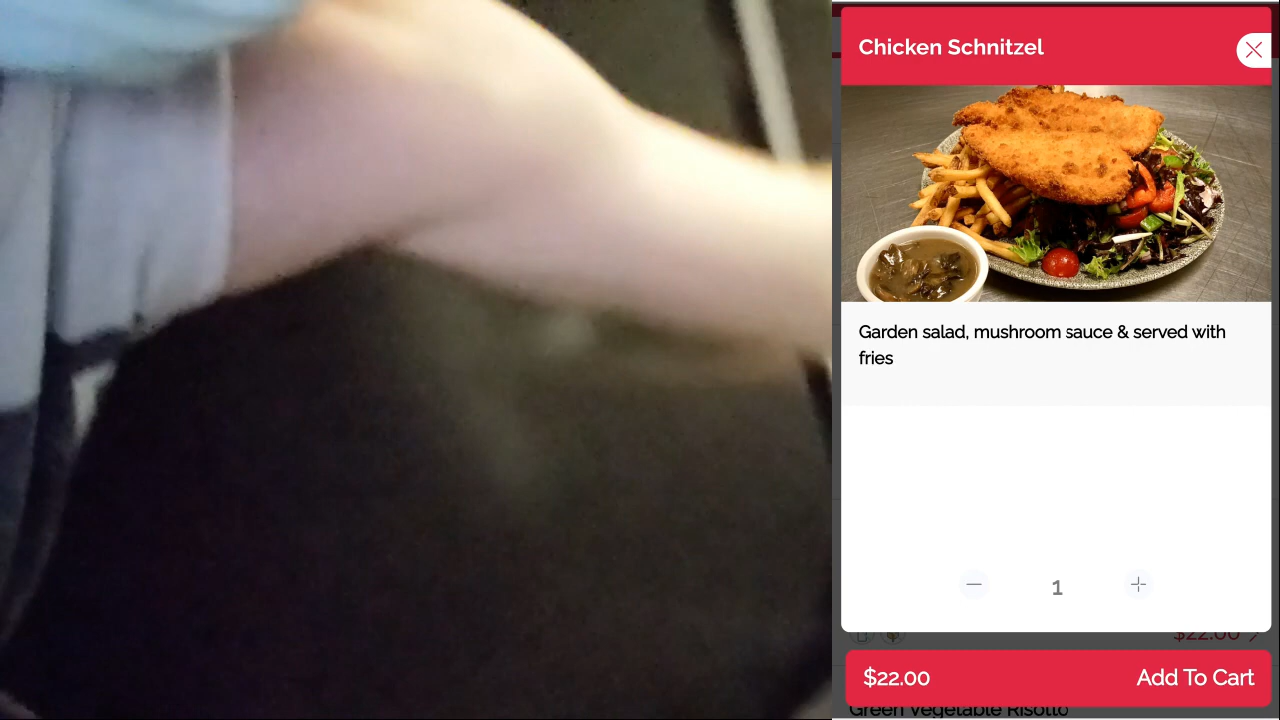 Chicken Schnitzel
Garden salad, mushroom sauce & served with
fries
1
$22.00
$22.00 Add To Cart
Green Vegetable Risotto